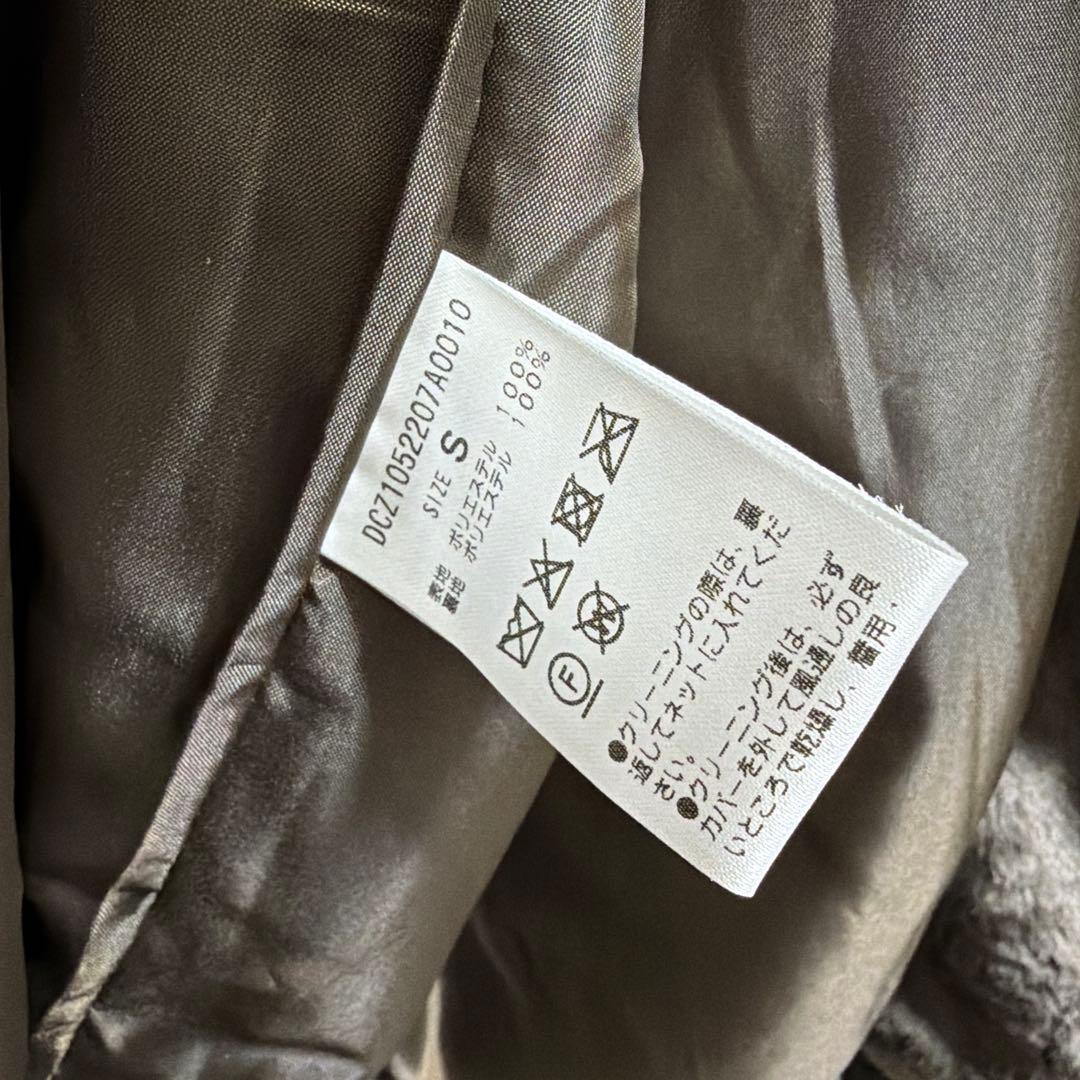 DCZ1052207A0010
SIZE S
表地 ポリエステル 100%
裏地 ポリエステル 100%
F
●クリーニングの際は、裏
返してネットに入れてくだ
さい。
●クリーニング後は、必ず
カバーを外して風通しの良
いところで乾燥し、着用、